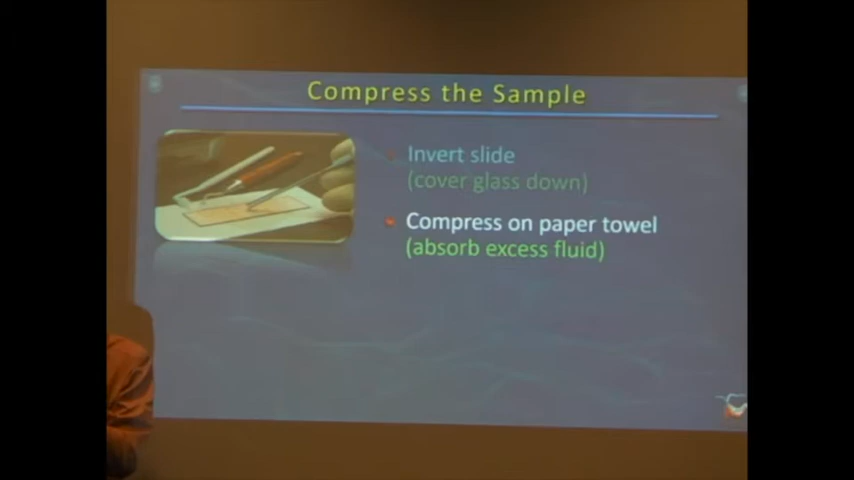 Compress the Sample
Invert slide
(cover glass down)
Compress on paper towel
(absorb excess fluid)